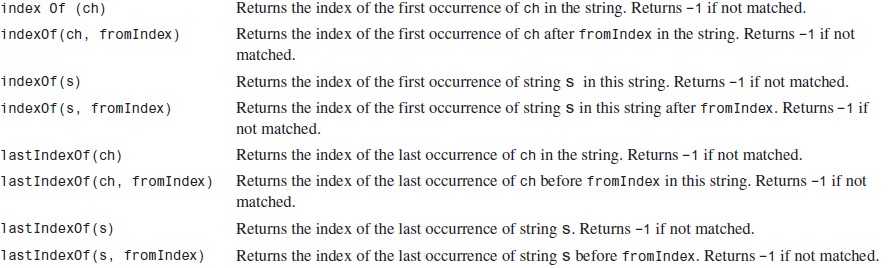 index Of (ch) Returns the index of the first occurrence of ch in the string. Returns –1 if not matched.
indexOf(ch, fromIndex) Returns the index of the first occurrence of ch after fromIndex in the string. Returns –1 if not
matched.
indexOf(s) Returns the index of the first occurrence of string s in this string. Returns –1 if not matched.
indexOf(s, fromIndex) Returns the index of the first occurrence of string s in this string after fromIndex. Returns –1 if
not matched.
lastIndexOf(ch) Returns the index of the last occurrence of ch in the string. Returns –1 if not matched.
lastIndexOf(ch, fromIndex) Returns the index of the last occurrence of ch before fromIndex in this string. Returns –1 if not
matched.
lastIndexOf(s) Returns the index of the last occurrence of string s. Returns –1 if not matched.
lastIndexOf(s, fromIndex) Returns the index of the last occurrence of string s before fromIndex. Returns –1 if not matched.